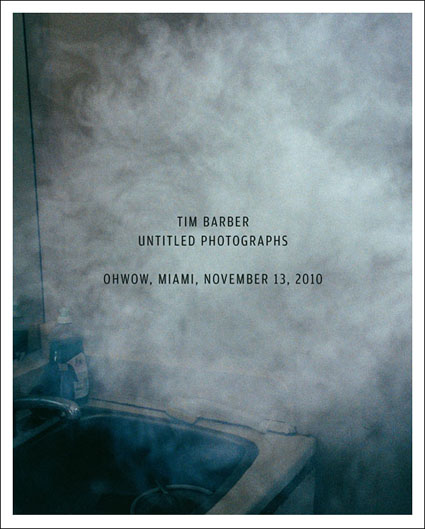 TIM BARBER
UNTITLED PHOTOGRAPHS
OHWOW, MIAMI, NOVEMBER 13, 2010